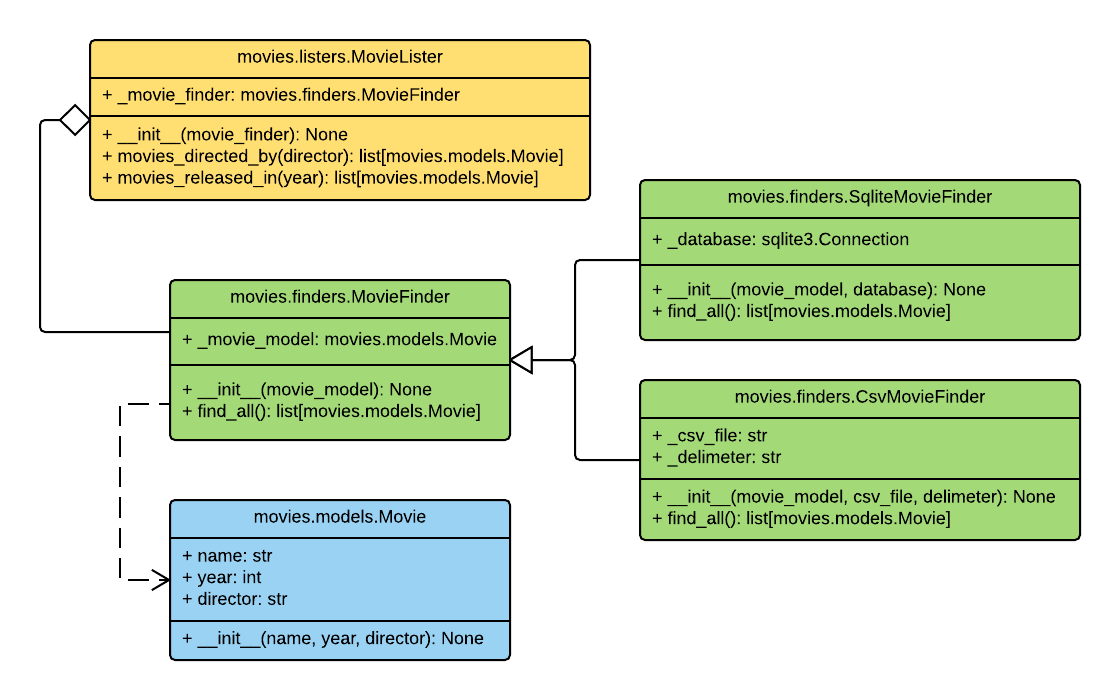 movies.listers.MovieLister
+ _movie_finder: movies.finders.MovieFinder
+ __init__(movie_finder): None
+ movies_directed_by(director): list[movies.models.Movie]
+ movies_released_in(year): list[movies.models.Movie]
movies.finders.MovieFinder
+ _movie_model: movies.models.Movie
+ __init__(movie_model): None
+ find_all(): list[movies.models.Movie]
movies.finders.SqliteMovieFinder
+ _database: sqlite3.Connection
+ __init__(movie_model, database): None
+ find_all(): list[movies.models.Movie]
movies.finders.CsvMovieFinder
+ _csv_file: str
+ _delimeter: str
+ __init__(movie_model, csv_file, delimeter): None
+ find_all(): list[movies.models.Movie]
movies.models.Movie
+ name: str
+ year: int
+ director: str
+ __init__(name, year, director): None